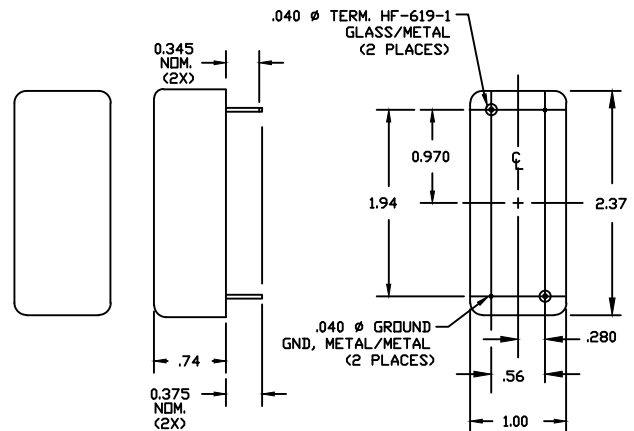 .040 Ø TERM. HF-619-1
GLASS/METAL
(2 PLACES)
0.345
NOM.
(2X)
0.970
CL
1.94
2.37
.040 Ø GROUND
GND, METAL/METAL
(2 PLACES)
.280
.74
.56
0.375
NOM.
(2X)
1.00